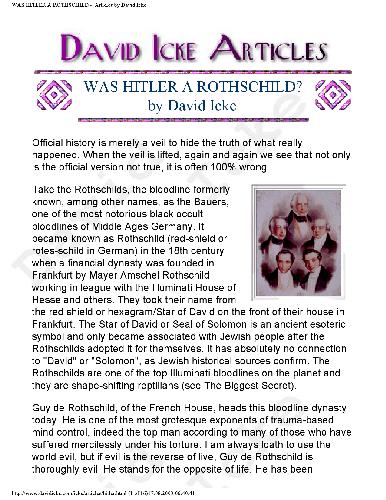 WAS HITLER A ROTHSCHILD - Articles by David Icke
DAVID ICKE ARTICLES
WAS HITLER A ROTHSCHILD?
by David Icke
Official history is merely a veil to hide the truth of what really
happened. When the veil is lifted, again and again we see that not only
is the official version not true, it is often 100% wrong.
Take the Rothschilds, the bloodline formerly
known, among other names, as the Bauers,
one of the most notorious black occult
bloodlines of Middle Ages Germany. It
became known as Rothschild (red-shield or
rotes-schild in German) in the 18th century
when a financial dynasty was founded in
Frankfurt by Mayer Amschel Rothschild
working in league with the Illuminati House of
Hesse and others. They took their name from
the red shield or hexagram/Star of David on the front of their house in
Frankfurt. The Star of David or Seal of Solomon is an ancient esoteric
symbol and only became associated with Jewish people after the
Rothschilds adopted it for themselves. It has absolutely no connection
to "David" or "Solomon", as Jewish historical sources confirm. The
Rothschilds are one of the top Illuminati bloodlines on the planet and
they are shape-shifting reptilians (see The Biggest Secret).
Guy de Rothschild, of the French House, heads this bloodline dynasty
today. He is one of the most grotesque exponents of trauma-based
mind control, indeed the top man according to many of those who have
suffered mercilessly under his torture. I am always loath to use the
world evil, but if evil is the reverse of live, Guy de Rothschild is
thoroughly evil. He stands for the opposite of life. He has been